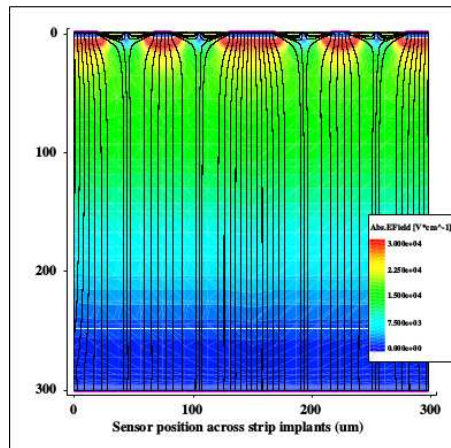 0
100
200
300
Abs.EField [V*cm^-1]
3.000e+04
2.250e+04
1.500e+04
7.500e+03
0.000e+00
0 100 200 300
Sensor position across strip implants (um)